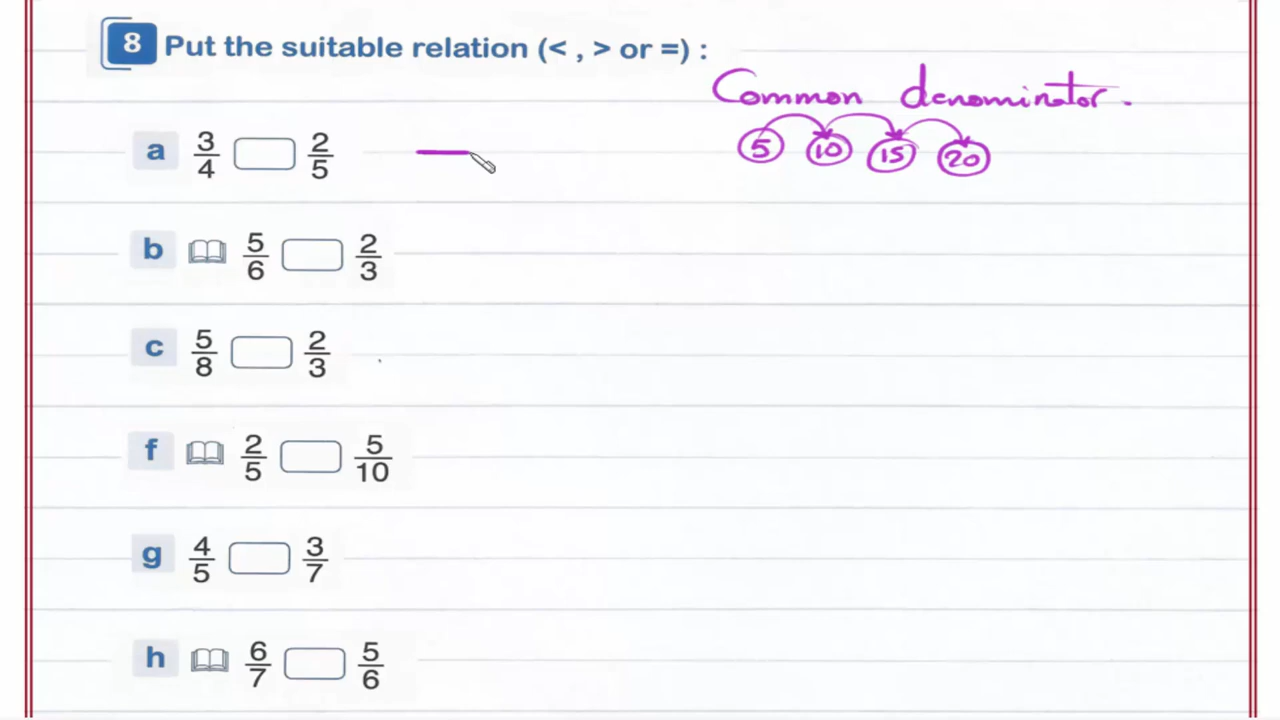 8 Put the suitable relation (< , > or =) :
Common denominator.
5 10 15 20
a 3/4 2/5
b 5/6 2/3
c 5/8 2/3
f 2/5 5/10
g 4/5 3/7
h 6/7 5/6